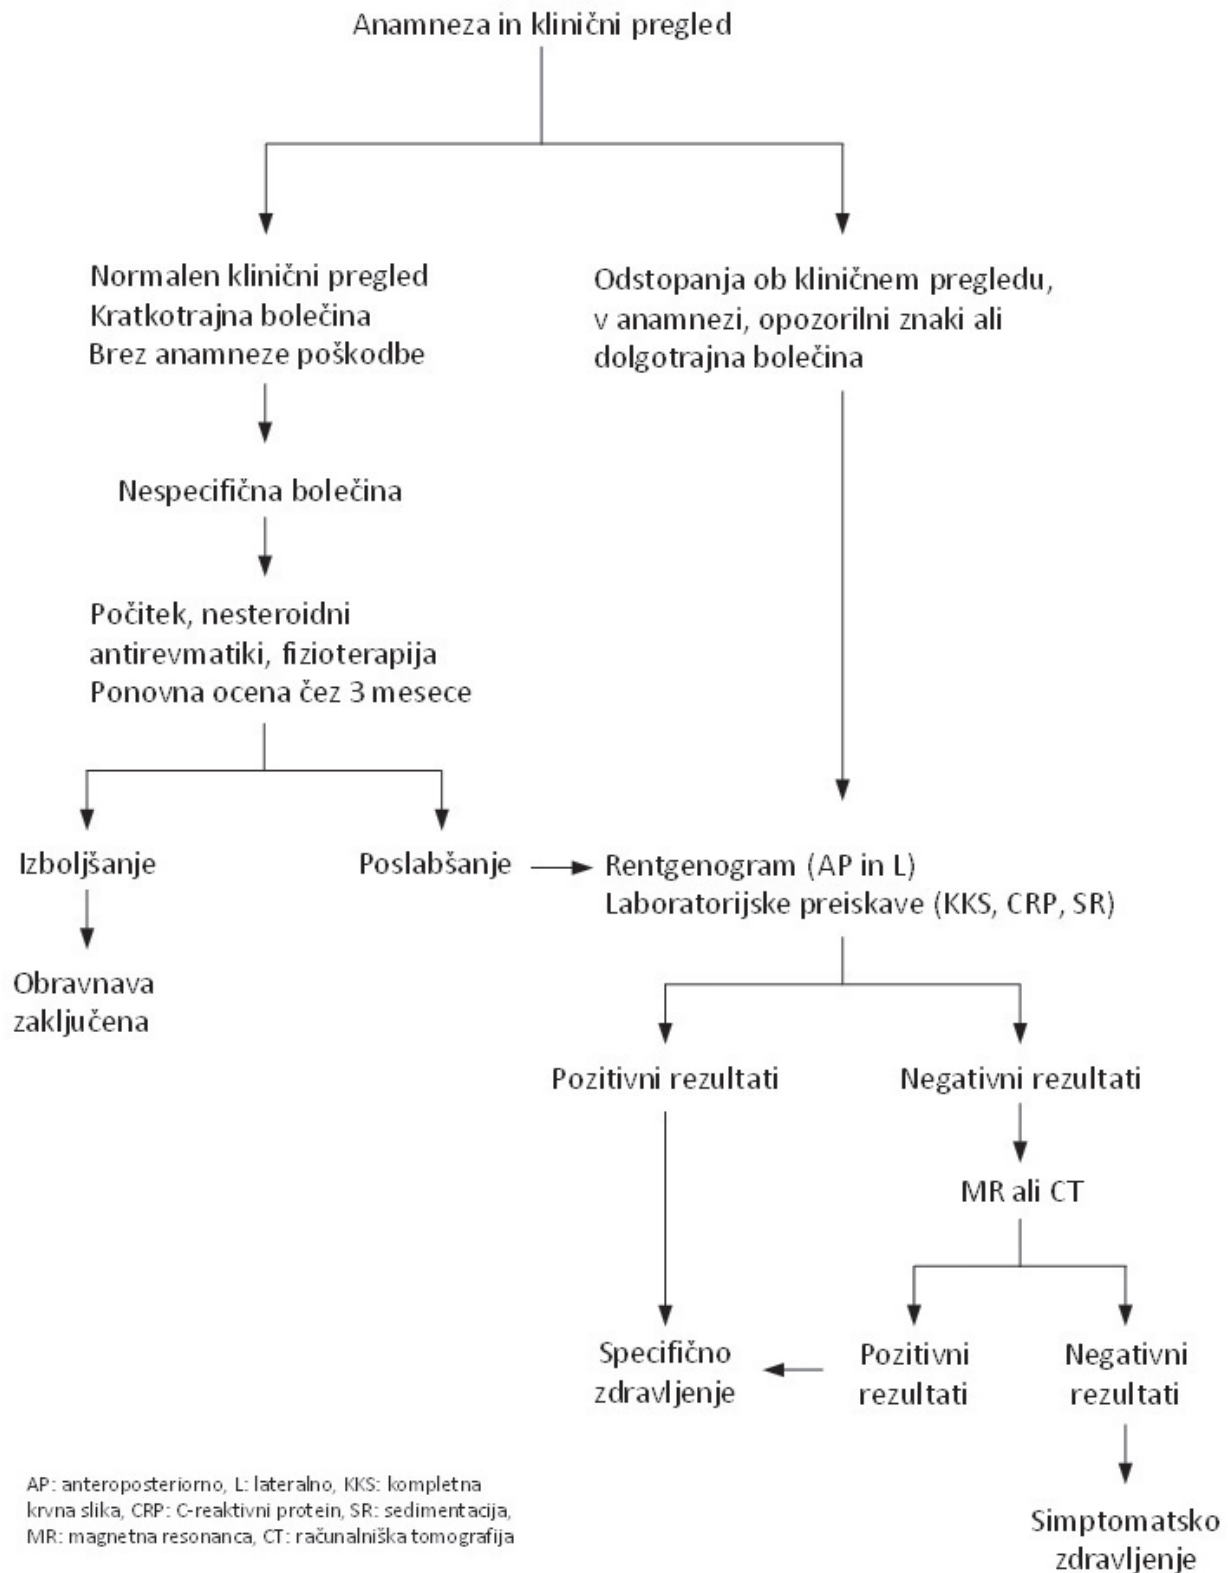 Anamneza in klinični pregled
Normalen klinični pregled
Kratkotrajna bolečina
Brez anamneze poškodbe
Odstopanja ob kliničnem pregledu,
v anamnezi, opozorilni znaki ali
dolgotrajna bolečina
Nespecifična bolečina
Počitek, nesteroidni
antirevmatiki, fizioterapija
Ponovna ocena čez 3 mesece
Izboljšanje
Poslabšanje
Rentgenogram (AP in L)
Laboratorijske preiskave (KKS, CRP, SR)
Obravnava
zaključena
Pozitivni rezultati
Negativni rezultati
MR ali CT
Specifično
zdravljenje
Pozitivni
rezultati
Negativni
rezultati
Simptomatsko
zdravljenje
AP: anteroposteriorno, L: lateralno, KKS: kompletna
krvna slika, CRP: C-reaktivni protein, SR: sedimentacija,
MR: magnetna resonanca, CT: računalniška tomografija